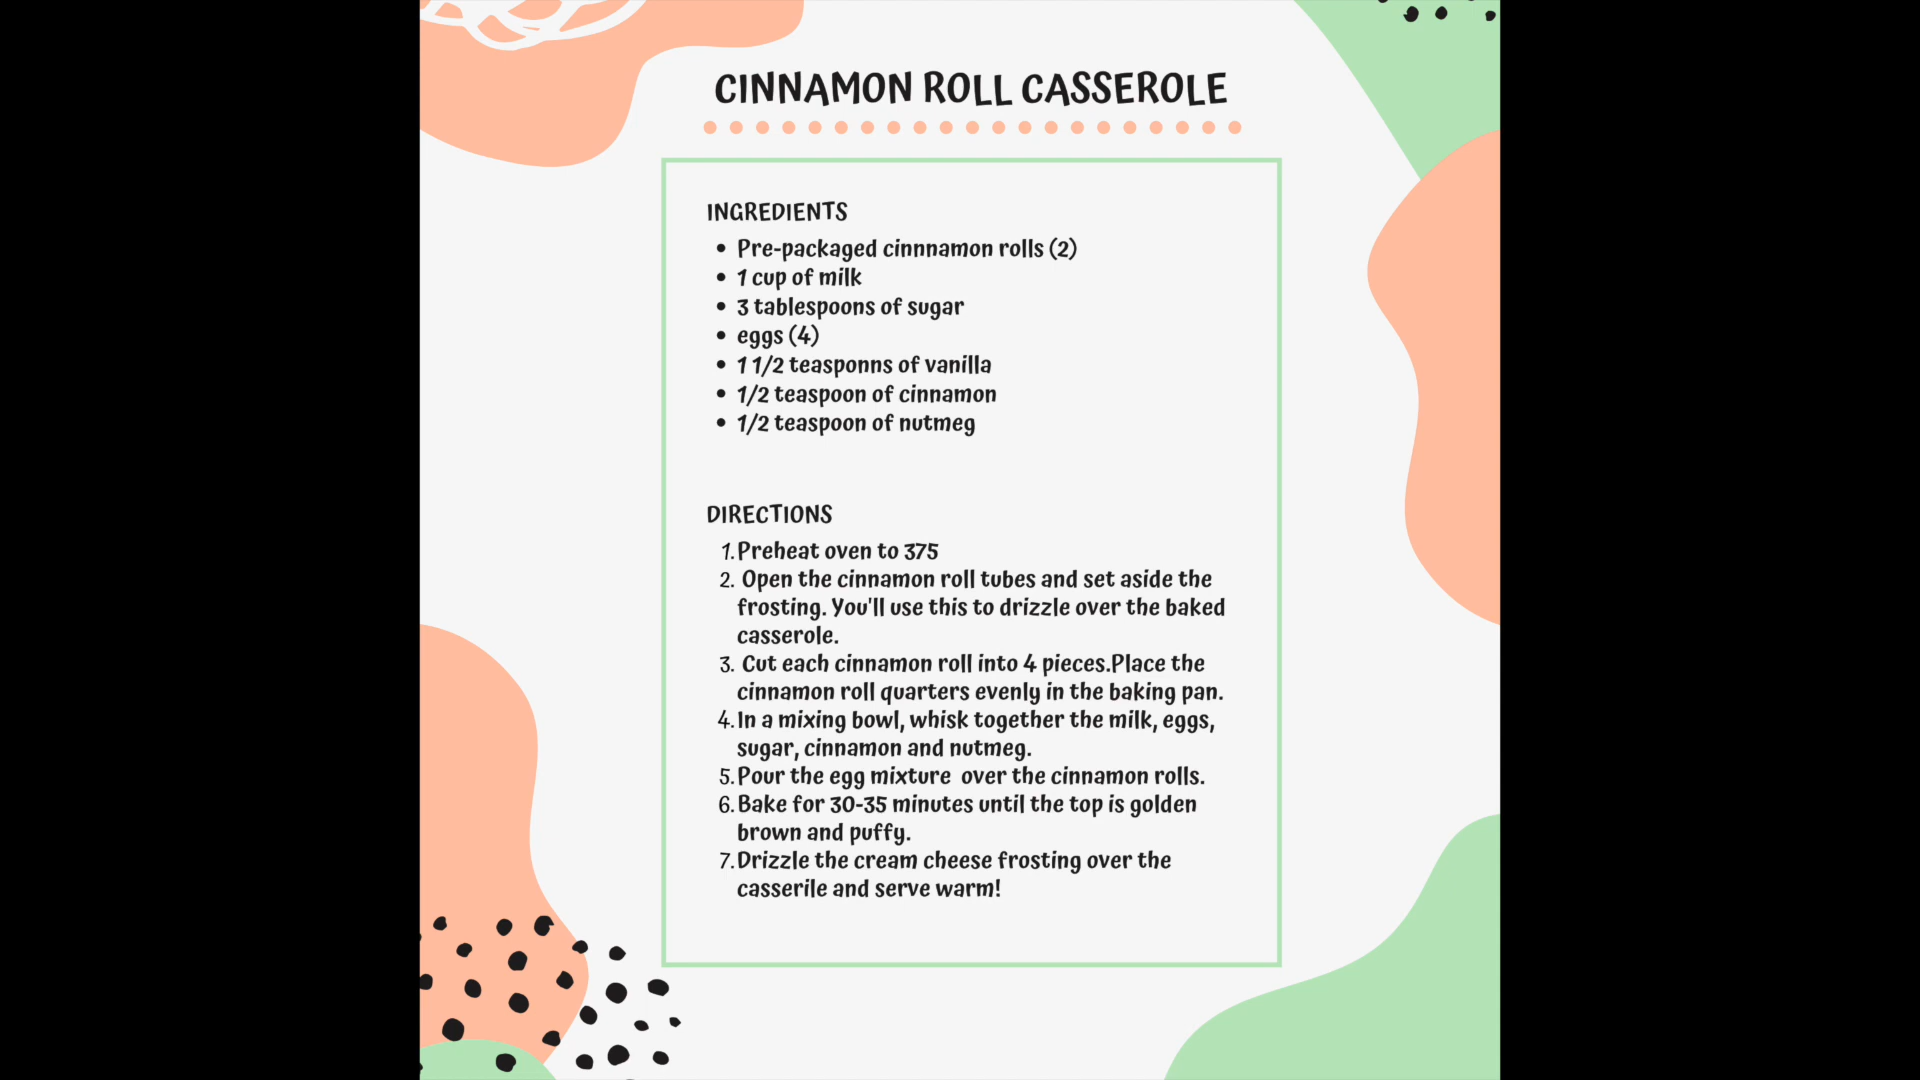 CINNAMON ROLL CASSEROLE
INGREDIENTS
• Pre-packaged cinnnamon rolls (2)
• 1 cup of milk
• 3 tablespoons of sugar
• eggs (4)
• 1 1/2 teasponns of vanilla
• 1/2 teaspoon of cinnamon
• 1/2 teaspoon of nutmeg
DIRECTIONS
1. Preheat oven to 375
2. Open the cinnamon roll tubes and set aside the
frosting. You'll use this to drizzle over the baked
casserole.
3. Cut each cinnamon roll into 4 pieces.Place the
cinnamon roll quarters evenly in the baking pan.
4. In a mixing bowl, whisk together the milk, eggs,
sugar, cinnamon and nutmeg.
5. Pour the egg mixture over the cinnamon rolls.
6. Bake for 30-35 minutes until the top is golden
brown and puffy.
7. Drizzle the cream cheese frosting over the
casserile and serve warm!